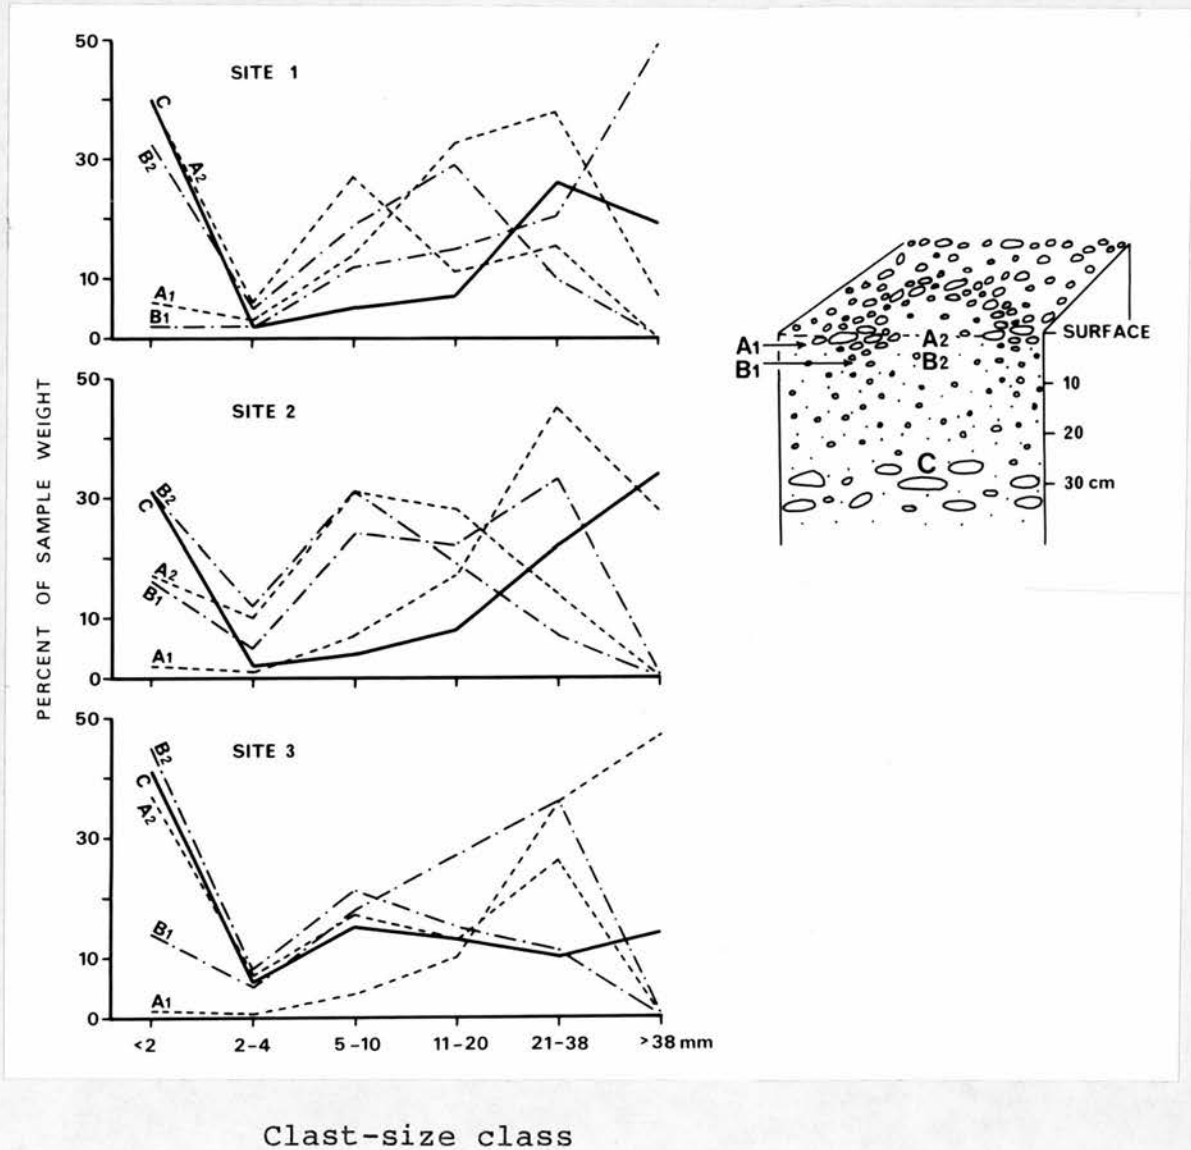 PERCENT OF SAMPLE WEIGHT
50
SITE 1
C
A2
B2
30
10
A1
B1
0
50
SITE 2
B2
C
30
A2
B1
10
A1
0
50
SITE 3
B2
C
A2
30
B1
10
A1
0
<2 2-4 5-10 11-20 21-38 >38 mm
SURFACE
A1 A2
B1 B2
10
20
C
30 cm
Clast-size class